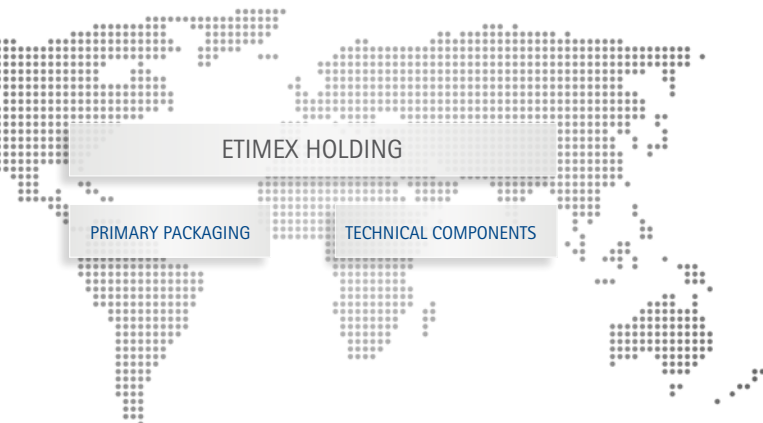 ETIMEX HOLDING
PRIMARY PACKAGING
TECHNICAL COMPONENTS